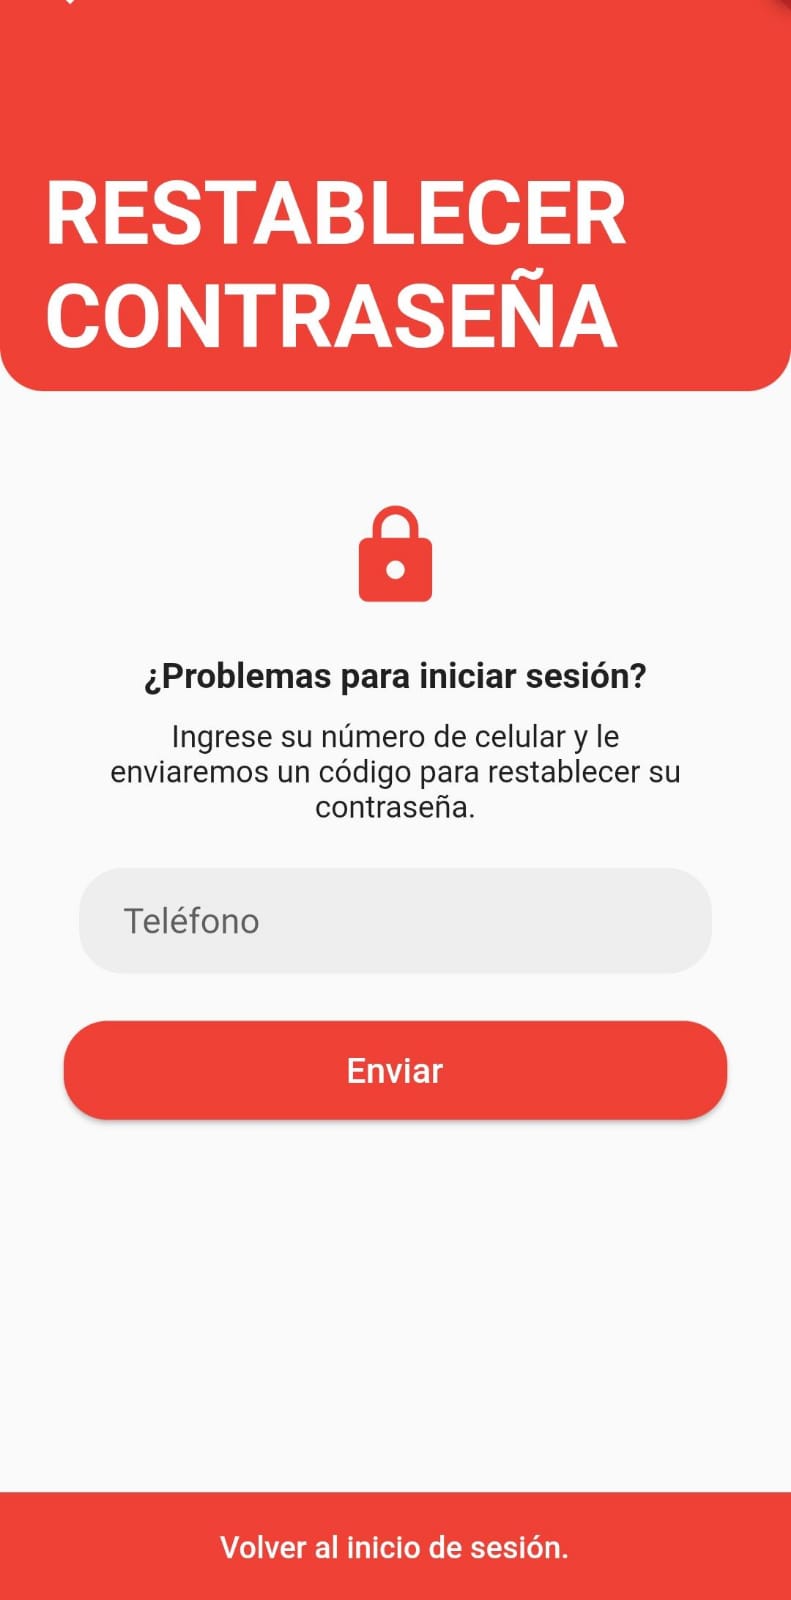 RESTABLECER
CONTRASEÑA
¿Problemas para iniciar sesión?
Ingrese su número de celular y le
enviaremos un código para restablecer su
contraseña.
Teléfono
Enviar
Volver al inicio de sesión.